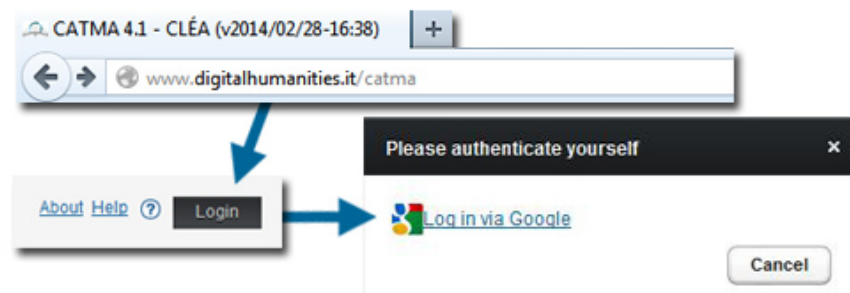 CATMA 4.1 - CLÉA (v2014/02/28-16:38)
www.digitalhumanities.it/catma
Please authenticate yourself
About Help ? Login
Log in via Google
Cancel